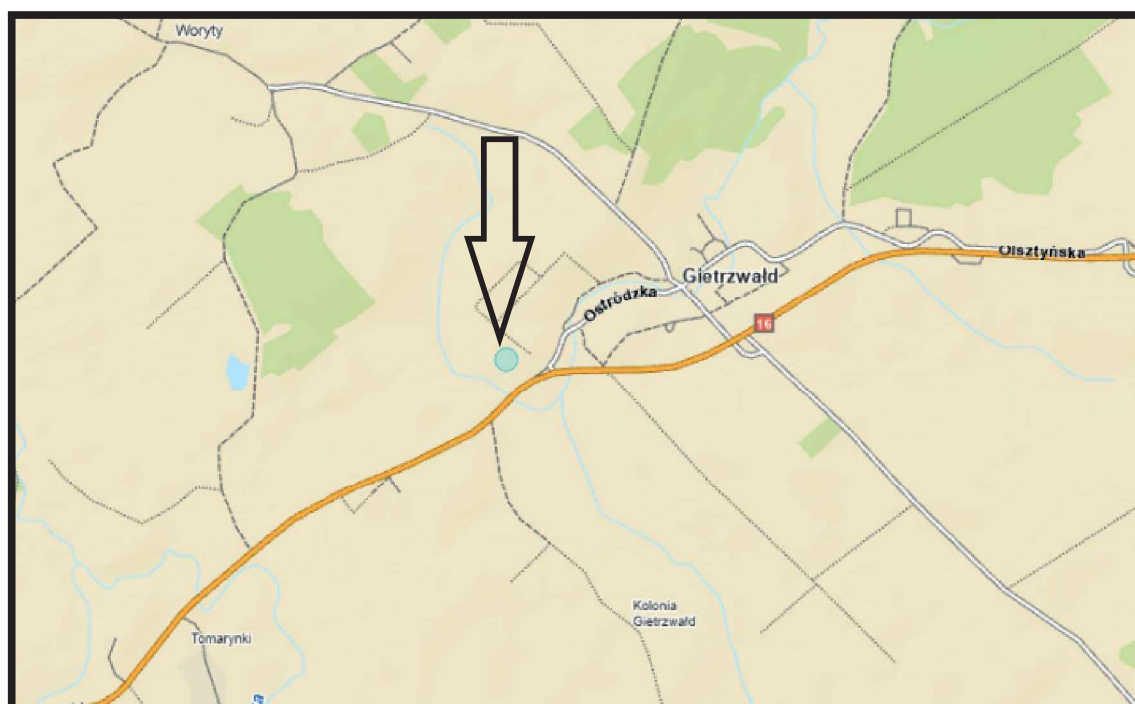 Woryty
Olsztyńska
Gietrzwałd
Ostródzka
16
Kolonia
Gietrzwałd
Tomarynki